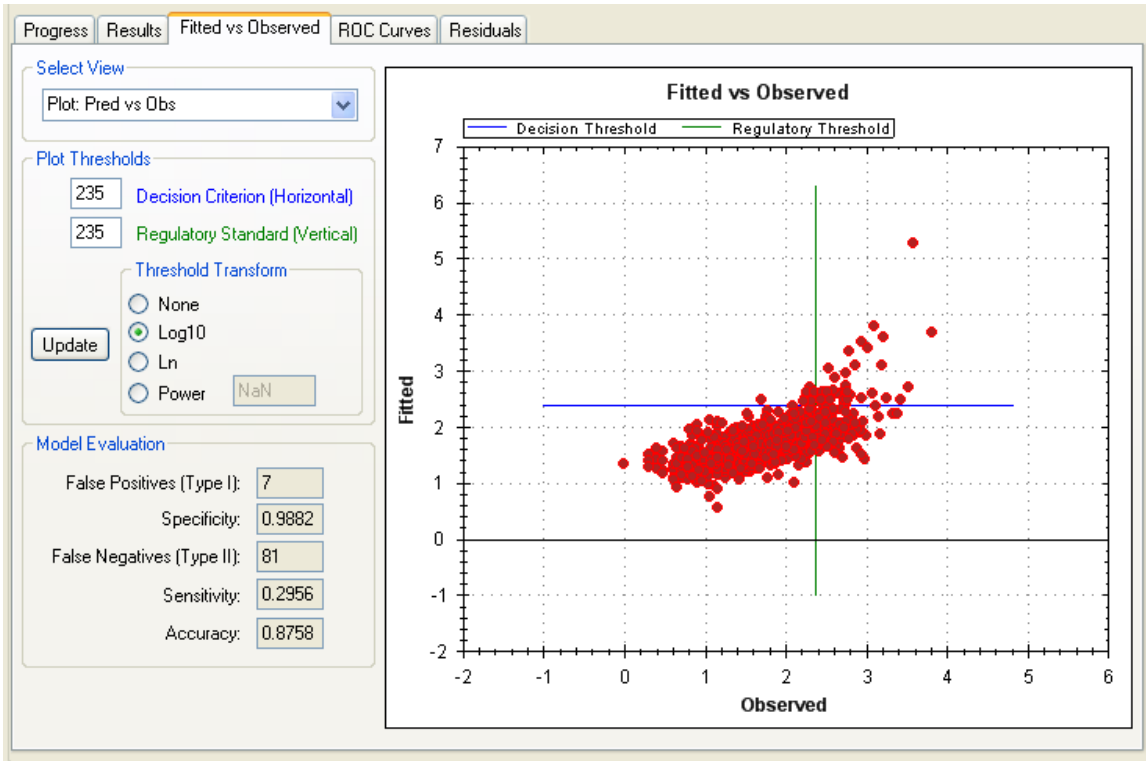 Progress Results Fitted vs Observed ROC Curves Residuals
Select View
Plot: Pred vs Obs
Plot Thresholds
235 Decision Criterion (Horizontal)
235 Regulatory Standard (Vertical)
Threshold Transform
None
Log10
Ln
Power NaN
Update
Model Evaluation
False Positives (Type I): 7
Specificity: 0.9882
False Negatives (Type II): 81
Sensitivity: 0.2956
Accuracy: 0.8758
Fitted vs Observed
Decision Threshold Regulatory Threshold
7
6
5
4
3
2
1
0
-1
-2
Fitted
-2 -1 0 1 2 3 4 5 6
Observed